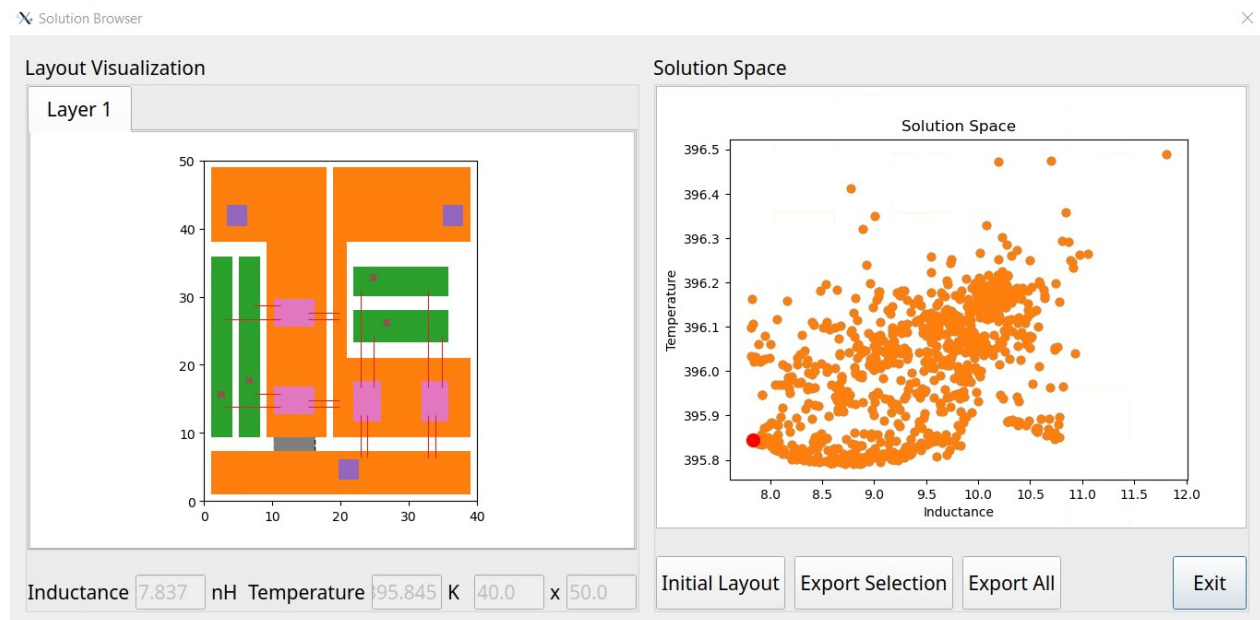 Solution Browser
Layout Visualization
Layer 1
50
40
30
20
10
0
0 10 20 30 40
Inductance 7.837 nH Temperature 395.845 K 40.0 x 50.0
Solution Space
Solution Space
396.5
396.4
396.3
396.2
396.1
396.0
395.9
395.8
Temperature
8.0 8.5 9.0 9.5 10.0 10.5 11.0 11.5 12.0
Inductance
Initial Layout Export Selection Export All Exit